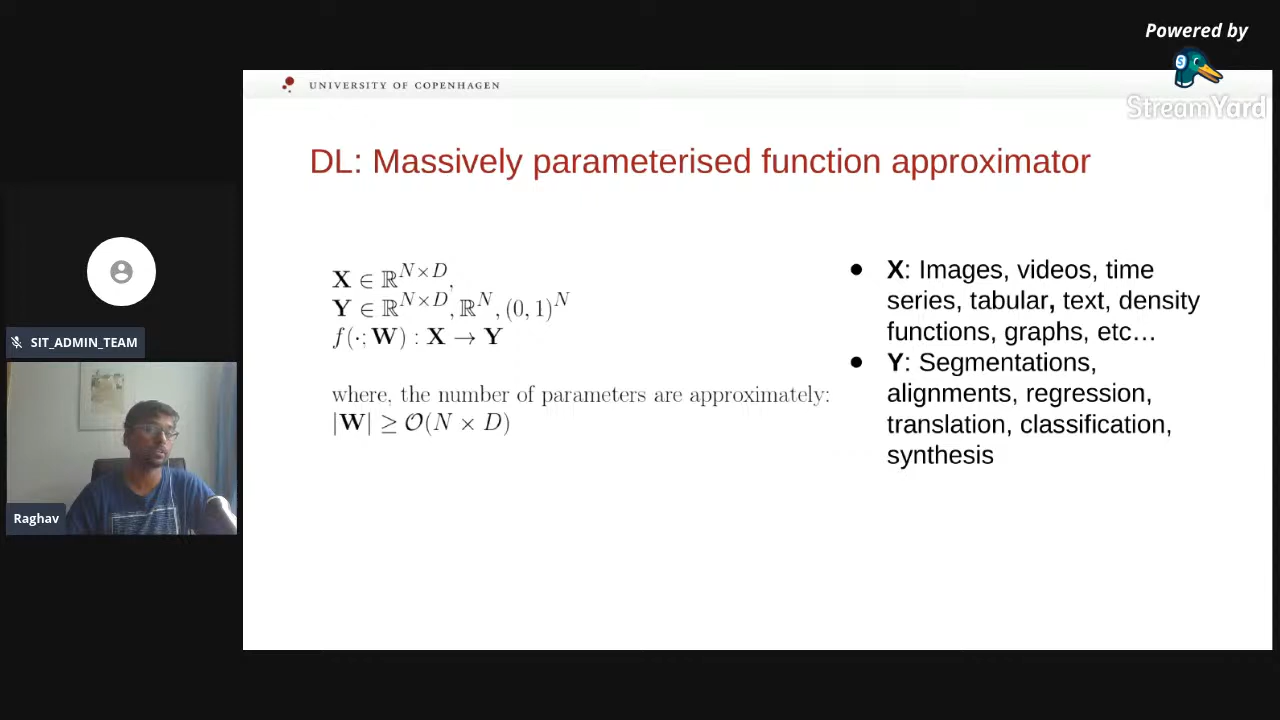 Powered by
StreamYard
UNIVERSITY OF COPENHAGEN
DL: Massively parameterised function approximator
X ∈ ℝ^{N×D},
Y ∈ ℝ^{N×D}, ℝ^N, (0, 1)^N
f(·; W) : X → Y
where, the number of parameters are approximately:
|W| ≥ 𝒪(N × D)
● X: Images, videos, time
series, tabular, text, density
functions, graphs, etc…
● Y: Segmentations,
alignments, regression,
translation, classification,
synthesis
SIT_ADMIN_TEAM
Raghav